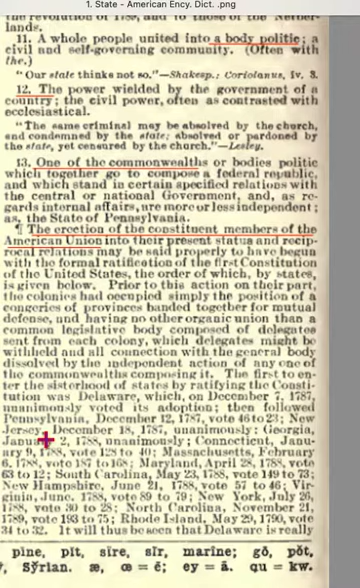 1. State - American Ency. Dict. .png
the revolution of 1789, and to those of the Nether-
lands.
11. A whole people united into a body politic; a
civil and self-governing community. (Often with
the.)
"Our state thinks not so."—Shakesp.: Coriolanus, iv. 3.
12. The power wielded by the government of a
country; the civil power, often as contrasted with
ecclesiastical.
"The same criminal may be absolved by the church,
and condemned by the state; absolved or pardoned by
the state, yet censured by the church."—Lesley.
13. One of the commonwealths or bodies politic
which together go to compose a federal republic,
and which stand in certain specified relations with
the central or national Government, and, as re-
gards internal affairs, are more or less independent;
as, the State of Pennsylvania.
¶ The erection of the constituent members of the
American Union into their present status and recip-
rocal relations may be said properly to have begun
with the formal ratification of the first Constitution
of the United States, the order of which, by states,
is given below. Prior to this action on their part,
the colonies had occupied simply the position of a
congeries of provinces banded together for mutual
defense, and having no other organic union than a
common legislative body composed of delegates
sent from each colony, which delegates might be
withheld and all connection with the general body
dissolved by the independent action of any one of
the commonwealths composing it. The first to en-
ter the sisterhood of states by ratifying the Consti-
tution was Delaware, which, on December 7, 1787,
unanimously voted its adoption; then followed
Pennsylvania, December 12, 1787, vote 46 to 23; New
Jersey, December 18, 1787, unanimously; Georgia,
January 2, 1788, unanimously; Connecticut, Janu-
ary 9, 1788, vote 128 to 40; Massachusetts, February
6, 1788, vote 187 to 168; Maryland, April 28, 1788, vote
63 to 12; South Carolina, May 23, 1788, vote 149 to 73;
New Hampshire, June 21, 1788, vote 57 to 46; Vir-
ginia, June, 1788, vote 89 to 79; New York, July 26,
1788, vote 30 to 28; North Carolina, November 21,
1789, vote 193 to 75; Rhode Island, May 29, 1790, vote
34 to 32. It will thus be seen that Delaware is really
pine, pit, sïre, sïr, marïne; gō, pŏt,
Sўrian. æ, œ = ē; ey = ā. qu = kw.